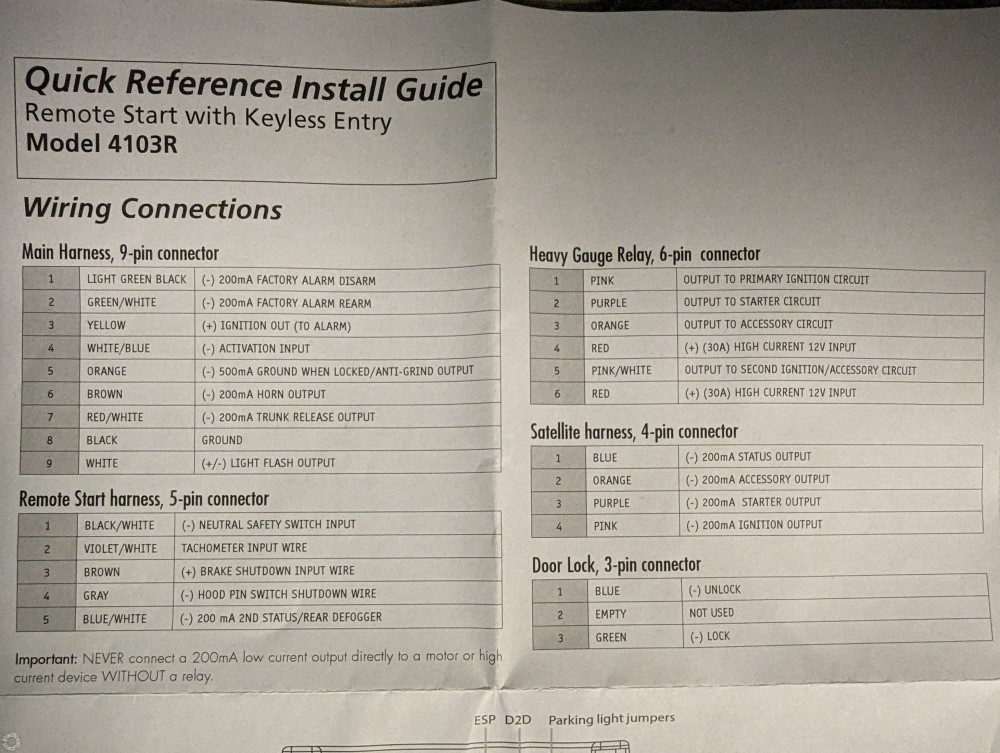 Quick Reference Install Guide
Remote Start with Keyless Entry
Model 4103R
Wiring Connections
Main Harness, 9-pin connector
1 LIGHT GREEN BLACK (-) 200mA FACTORY ALARM DISARM
2 GREEN/WHITE (-) 200mA FACTORY ALARM REARM
3 YELLOW (+) IGNITION OUT (TO ALARM)
4 WHITE/BLUE (-) ACTIVATION INPUT
5 ORANGE (-) 500mA GROUND WHEN LOCKED/ANTI-GRIND OUTPUT
6 BROWN (-) 200mA HORN OUTPUT
7 RED/WHITE (-) 200mA TRUNK RELEASE OUTPUT
8 BLACK GROUND
9 WHITE (+/-) LIGHT FLASH OUTPUT
Remote Start harness, 5-pin connector
1 BLACK/WHITE (-) NEUTRAL SAFETY SWITCH INPUT
2 VIOLET/WHITE TACHOMETER INPUT WIRE
3 BROWN (+) BRAKE SHUTDOWN INPUT WIRE
4 GRAY (-) HOOD PIN SWITCH SHUTDOWN WIRE
5 BLUE/WHITE (-) 200 mA 2ND STATUS/REAR DEFOGGER
Important: NEVER connect a 200mA low current output directly to a motor or high
current device WITHOUT a relay.
Heavy Gauge Relay, 6-pin connector
1 PINK OUTPUT TO PRIMARY IGNITION CIRCUIT
2 PURPLE OUTPUT TO STARTER CIRCUIT
3 ORANGE OUTPUT TO ACCESSORY CIRCUIT
4 RED (+) (30A) HIGH CURRENT 12V INPUT
5 PINK/WHITE OUTPUT TO SECOND IGNITION/ACCESSORY CIRCUIT
6 RED (+) (30A) HIGH CURRENT 12V INPUT
Satellite harness, 4-pin connector
1 BLUE (-) 200mA STATUS OUTPUT
2 ORANGE (-) 200mA ACCESSORY OUTPUT
3 PURPLE (-) 200mA STARTER OUTPUT
4 PINK (-) 200mA IGNITION OUTPUT
Door Lock, 3-pin connector
1 BLUE (-) UNLOCK
2 EMPTY NOT USED
3 GREEN (-) LOCK
ESP D2D Parking light jumpers